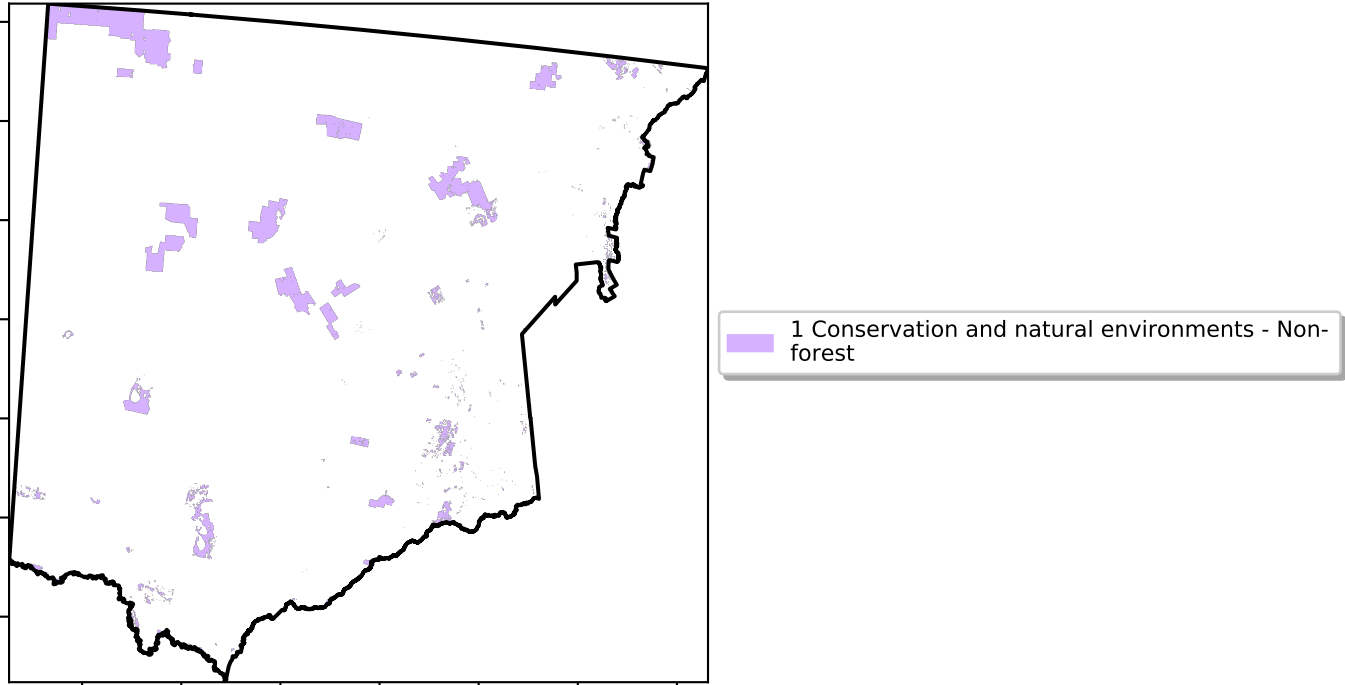 1 Conservation and natural environments - Non-
forest